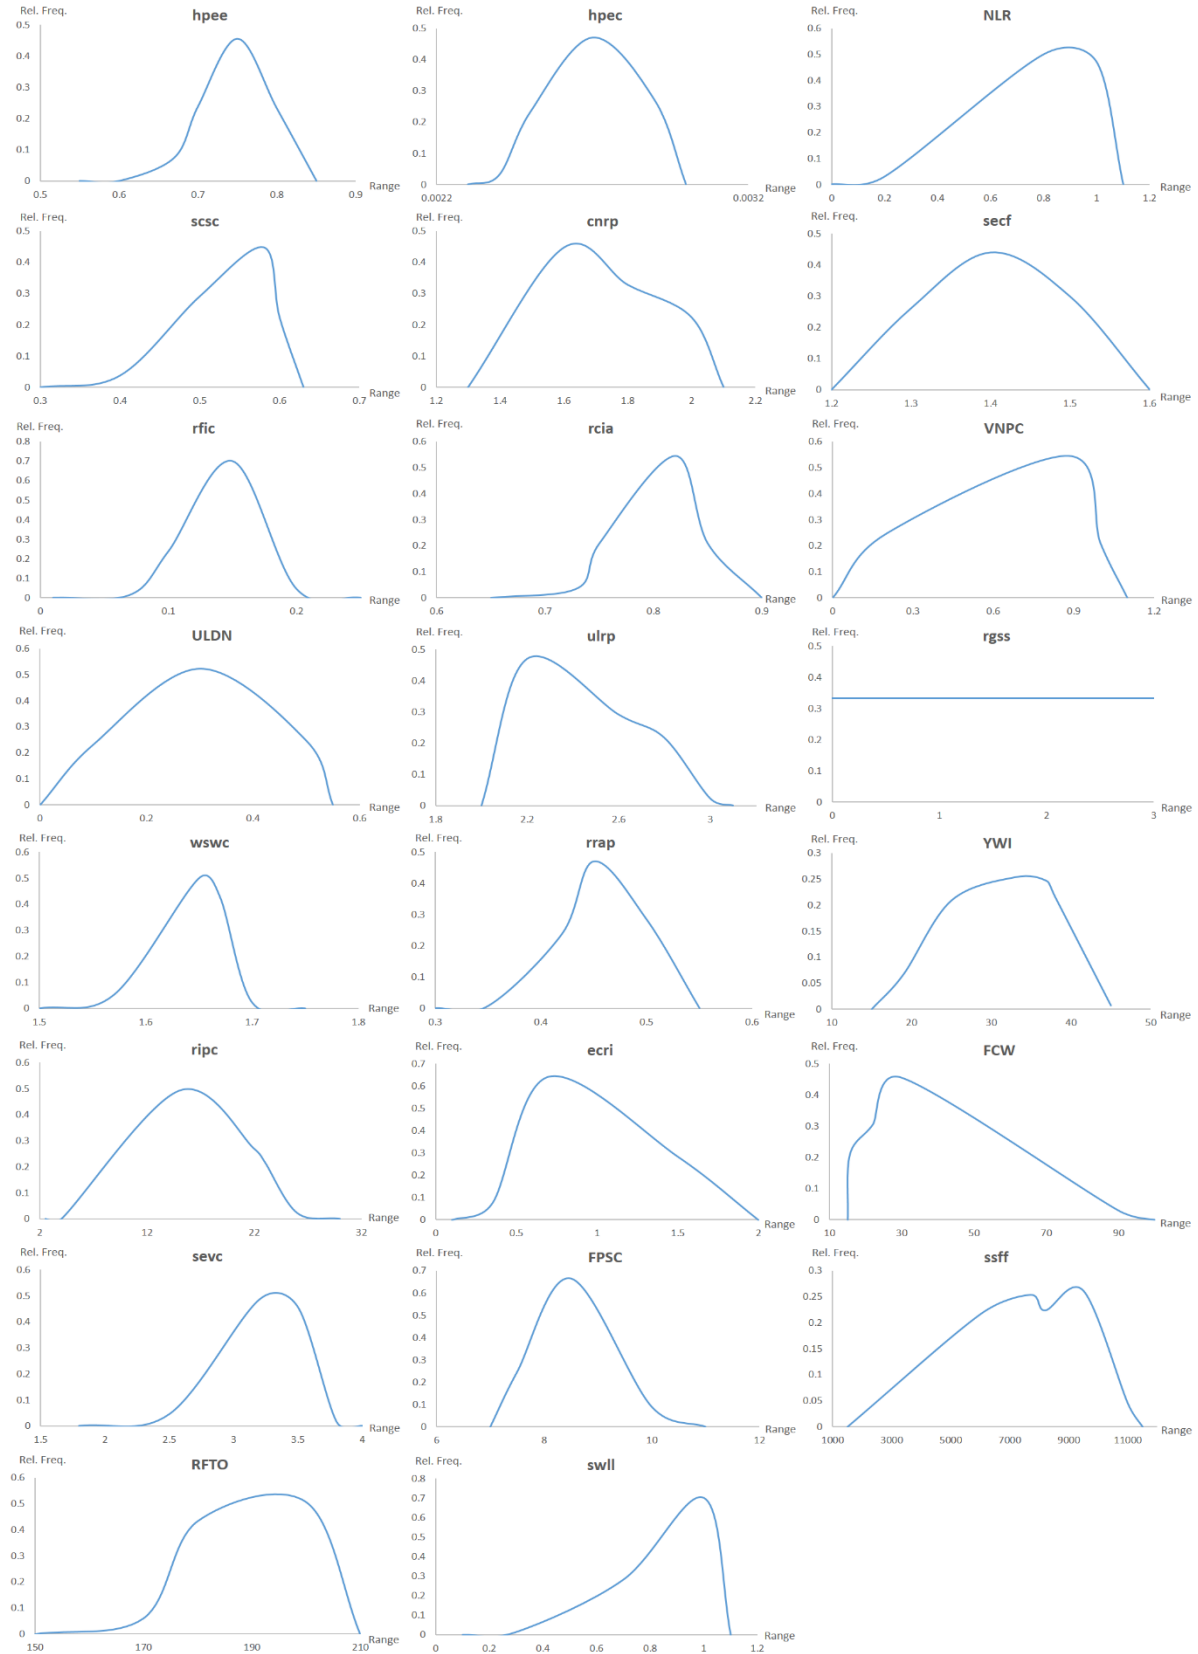 hpee
Rel. Freq.
0.5
0.4
0.3
0.2
0.1
0
0.5 0.6 0.7 0.8 0.9
Range
hpec
Rel. Freq.
0.5
0.4
0.3
0.2
0.1
0
0.0022 0.0032
Range
NLR
Rel. Freq.
0.6
0.5
0.4
0.3
0.2
0.1
0
0 0.2 0.4 0.6 0.8 1 1.2
Range
scsc
Rel. Freq.
0.5
0.4
0.3
0.2
0.1
0
0.3 0.4 0.5 0.6 0.7
Range
cnrp
Rel. Freq.
0.5
0.4
0.3
0.2
0.1
0
1.2 1.4 1.6 1.8 2 2.2
Range
secf
Rel. Freq.
0.5
0.4
0.3
0.2
0.1
0
1.2 1.3 1.4 1.5 1.6
Range
rfic
Rel. Freq.
0.8
0.7
0.6
0.5
0.4
0.3
0.2
0.1
0
0 0.1 0.2
Range
rcia
Rel. Freq.
0.6
0.5
0.4
0.3
0.2
0.1
0
0.6 0.7 0.8 0.9
Range
VNPC
Rel. Freq.
0.6
0.5
0.4
0.3
0.2
0.1
0
0 0.3 0.6 0.9 1.2
Range
ULDN
Rel. Freq.
0.6
0.5
0.4
0.3
0.2
0.1
0
0 0.2 0.4 0.6
Range
ulrp
Rel. Freq.
0.5
0.4
0.3
0.2
0.1
0
1.8 2.2 2.6 3
Range
rgss
Rel. Freq.
0.5
0.4
0.3
0.2
0.1
0
0 1 2 3
Range
wswc
Rel. Freq.
0.6
0.5
0.4
0.3
0.2
0.1
0
1.5 1.6 1.7 1.8
Range
rrap
Rel. Freq.
0.5
0.4
0.3
0.2
0.1
0
0.3 0.4 0.5 0.6
Range
YWI
Rel. Freq.
0.3
0.25
0.2
0.15
0.1
0.05
0
10 20 30 40 50
Range
ripc
Rel. Freq.
0.6
0.5
0.4
0.3
0.2
0.1
0
2 12 22 32
Range
ecri
Rel. Freq.
0.7
0.6
0.5
0.4
0.3
0.2
0.1
0
0 0.5 1 1.5 2
Range
FCW
Rel. Freq.
0.5
0.4
0.3
0.2
0.1
0
10 30 50 70 90
Range
sevc
Rel. Freq.
0.6
0.5
0.4
0.3
0.2
0.1
0
1.5 2 2.5 3 3.5 4
Range
FPSC
Rel. Freq.
0.7
0.6
0.5
0.4
0.3
0.2
0.1
0
6 8 10 12
Range
ssff
Rel. Freq.
0.3
0.25
0.2
0.15
0.1
0.05
0
1000 3000 5000 7000 9000 11000
Range
RFTO
Rel. Freq.
0.6
0.5
0.4
0.3
0.2
0.1
0
150 170 190 210
Range
swll
Rel. Freq.
0.8
0.7
0.6
0.5
0.4
0.3
0.2
0.1
0
0 0.2 0.4 0.6 0.8 1 1.2
Range